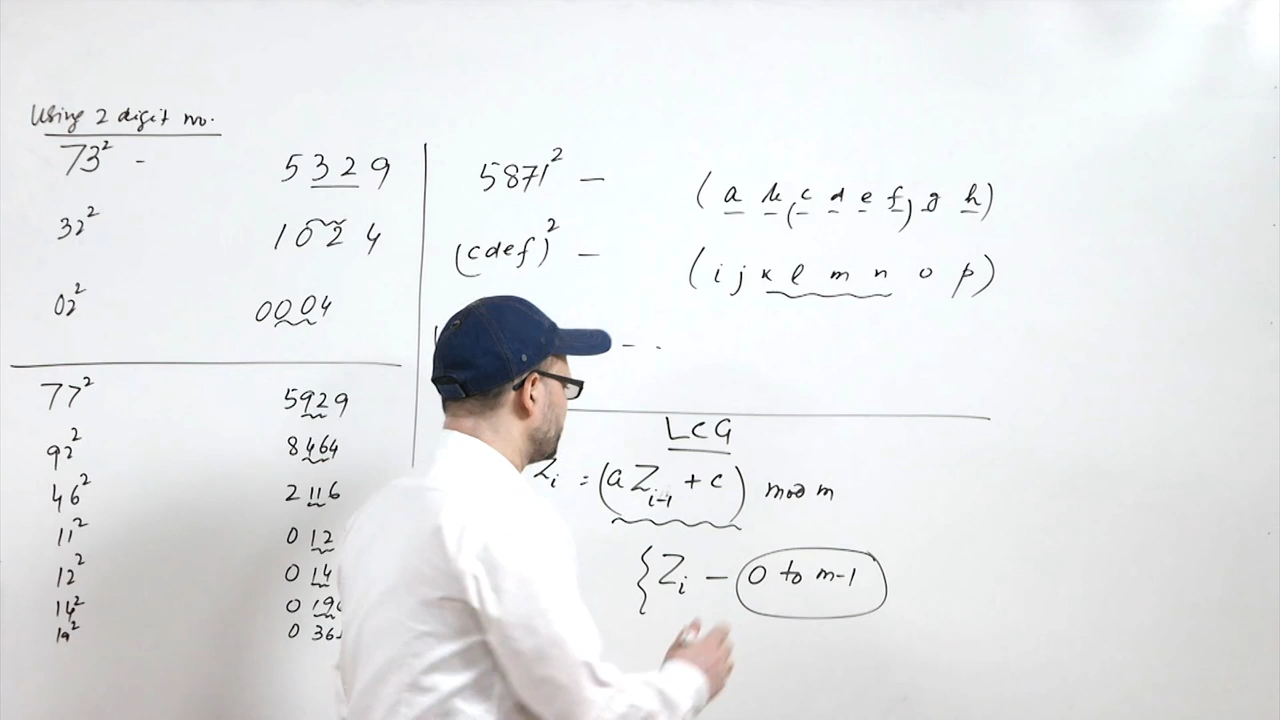 Using 2 digit no.
73² - 5329
32² 1024
02² 0004
77² 5929
92² 8464
46² 2116
11² 012
12² 014
14² 019
19² 036
5871² — (a b c d e f g h)
(cdef)² — (i j k l m n o p)
- - .
LCG
Zi = (a Zi-1 + c) mod m
{Zi — 0 to m-1